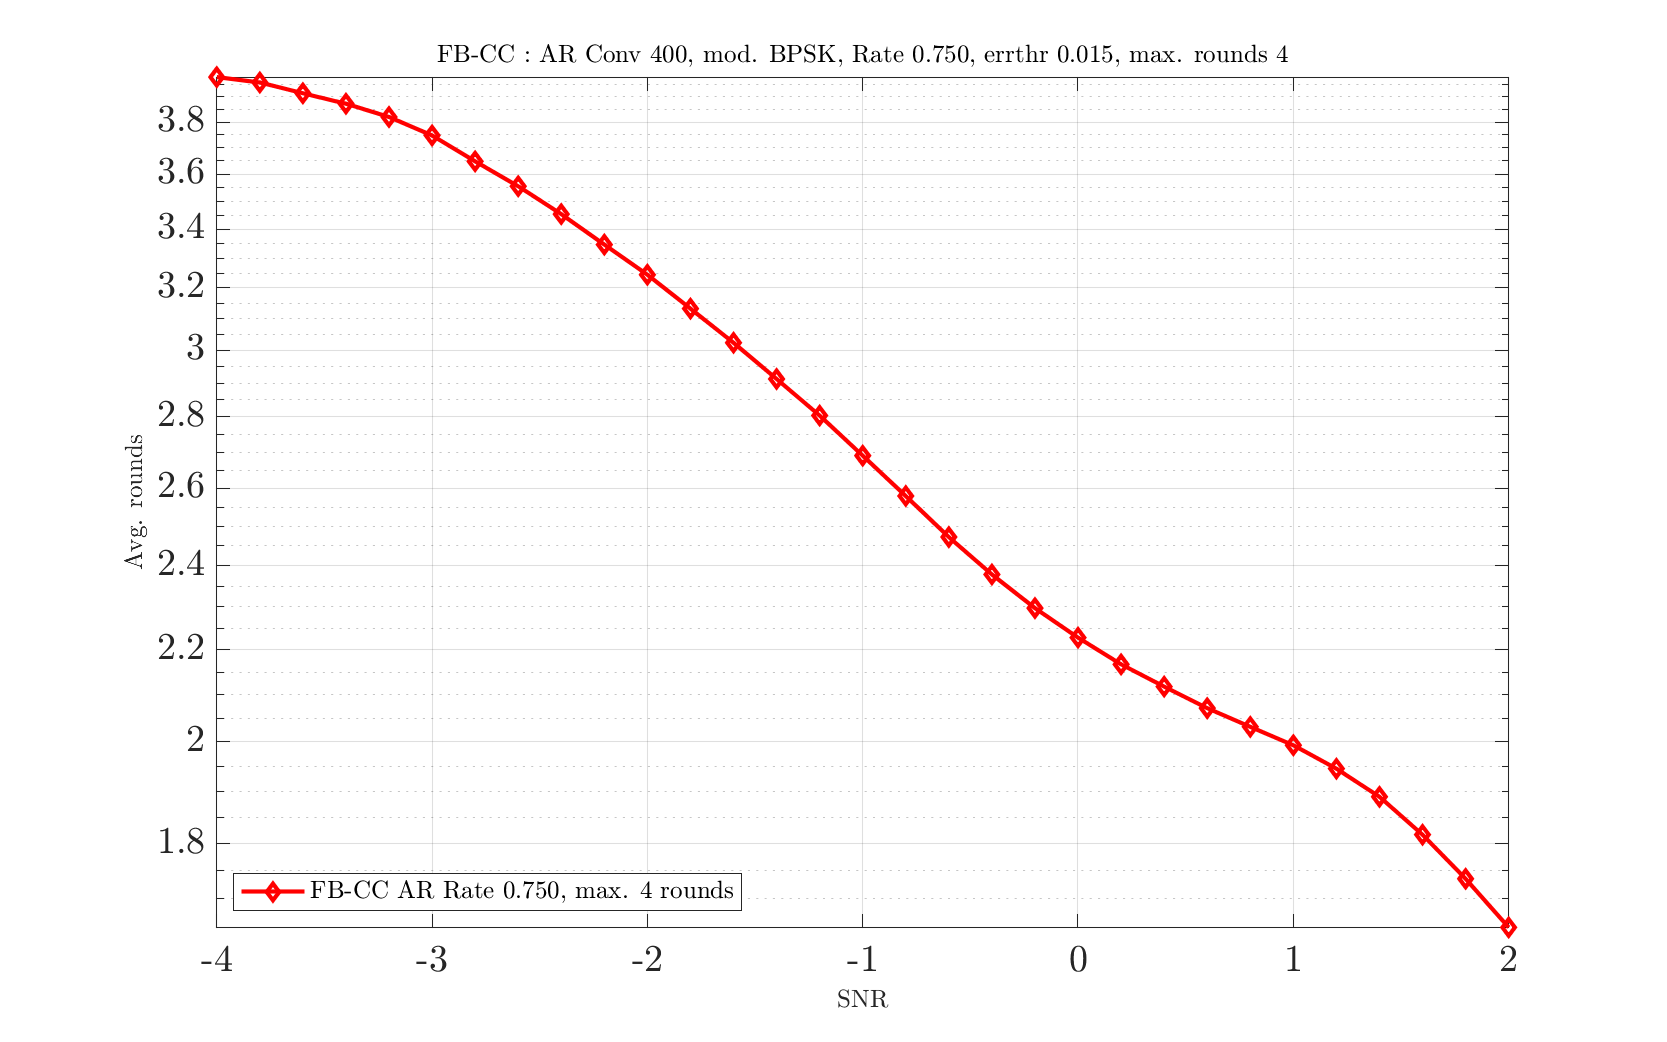 FB-CC : AR Conv 400, mod. BPSK, Rate 0.750, errthr 0.015, max. rounds 4
3.8
3.6
3.4
3.2
3
2.8
2.6
2.4
2.2
2
1.8
Avg. rounds
FB-CC AR Rate 0.750, max. 4 rounds
-4 -3 -2 -1 0 1 2
SNR